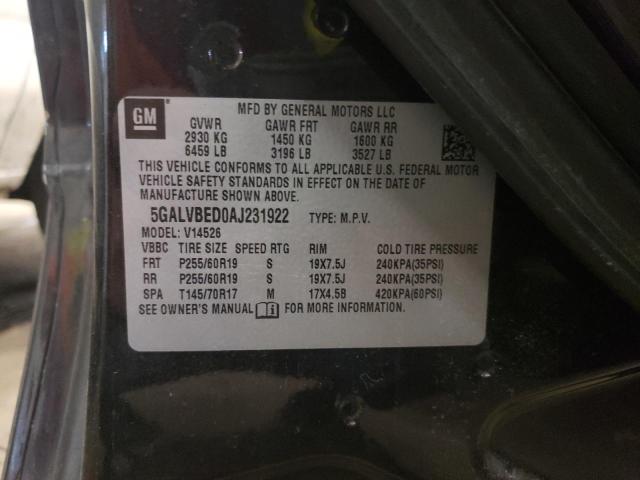 GM
MFD BY GENERAL MOTORS LLC
GVWR GAWR FRT GAWR RR
2930 KG 1450 KG 1600 KG
6459 LB 3196 LB 3527 LB
THIS VEHICLE CONFORMS TO ALL APPLICABLE U.S. FEDERAL MOTOR
VEHICLE SAFETY STANDARDS IN EFFECT ON THE DATE OF
MANUFACTURE SHOWN ABOVE.
5GALVBED0AJ231922 TYPE: M.P.V.
MODEL: V14526
VBBC TIRE SIZE SPEED RTG RIM COLD TIRE PRESSURE
FRT P255/60R19 S 19X7.5J 240KPA(35PSI)
RR P255/60R19 S 19X7.5J 240KPA(35PSI)
SPA T145/70R17 M 17X4.5B 420KPA(60PSI)
SEE OWNER'S MANUAL FOR MORE INFORMATION.